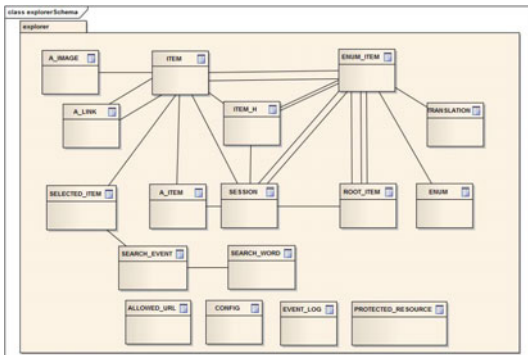 class explorerSchema
explorer
A_IMAGE
ITEM
ENUM_ITEM
A_LINK
ITEM_H
TRANSLATION
SELECTED_ITEM
A_ITEM
SESSION
ROOT_ITEM
ENUM
SEARCH_EVENT
SEARCH_WORD
ALLOWED_URL
CONFIG
EVENT_LOG
PROTECTED_RESOURCE